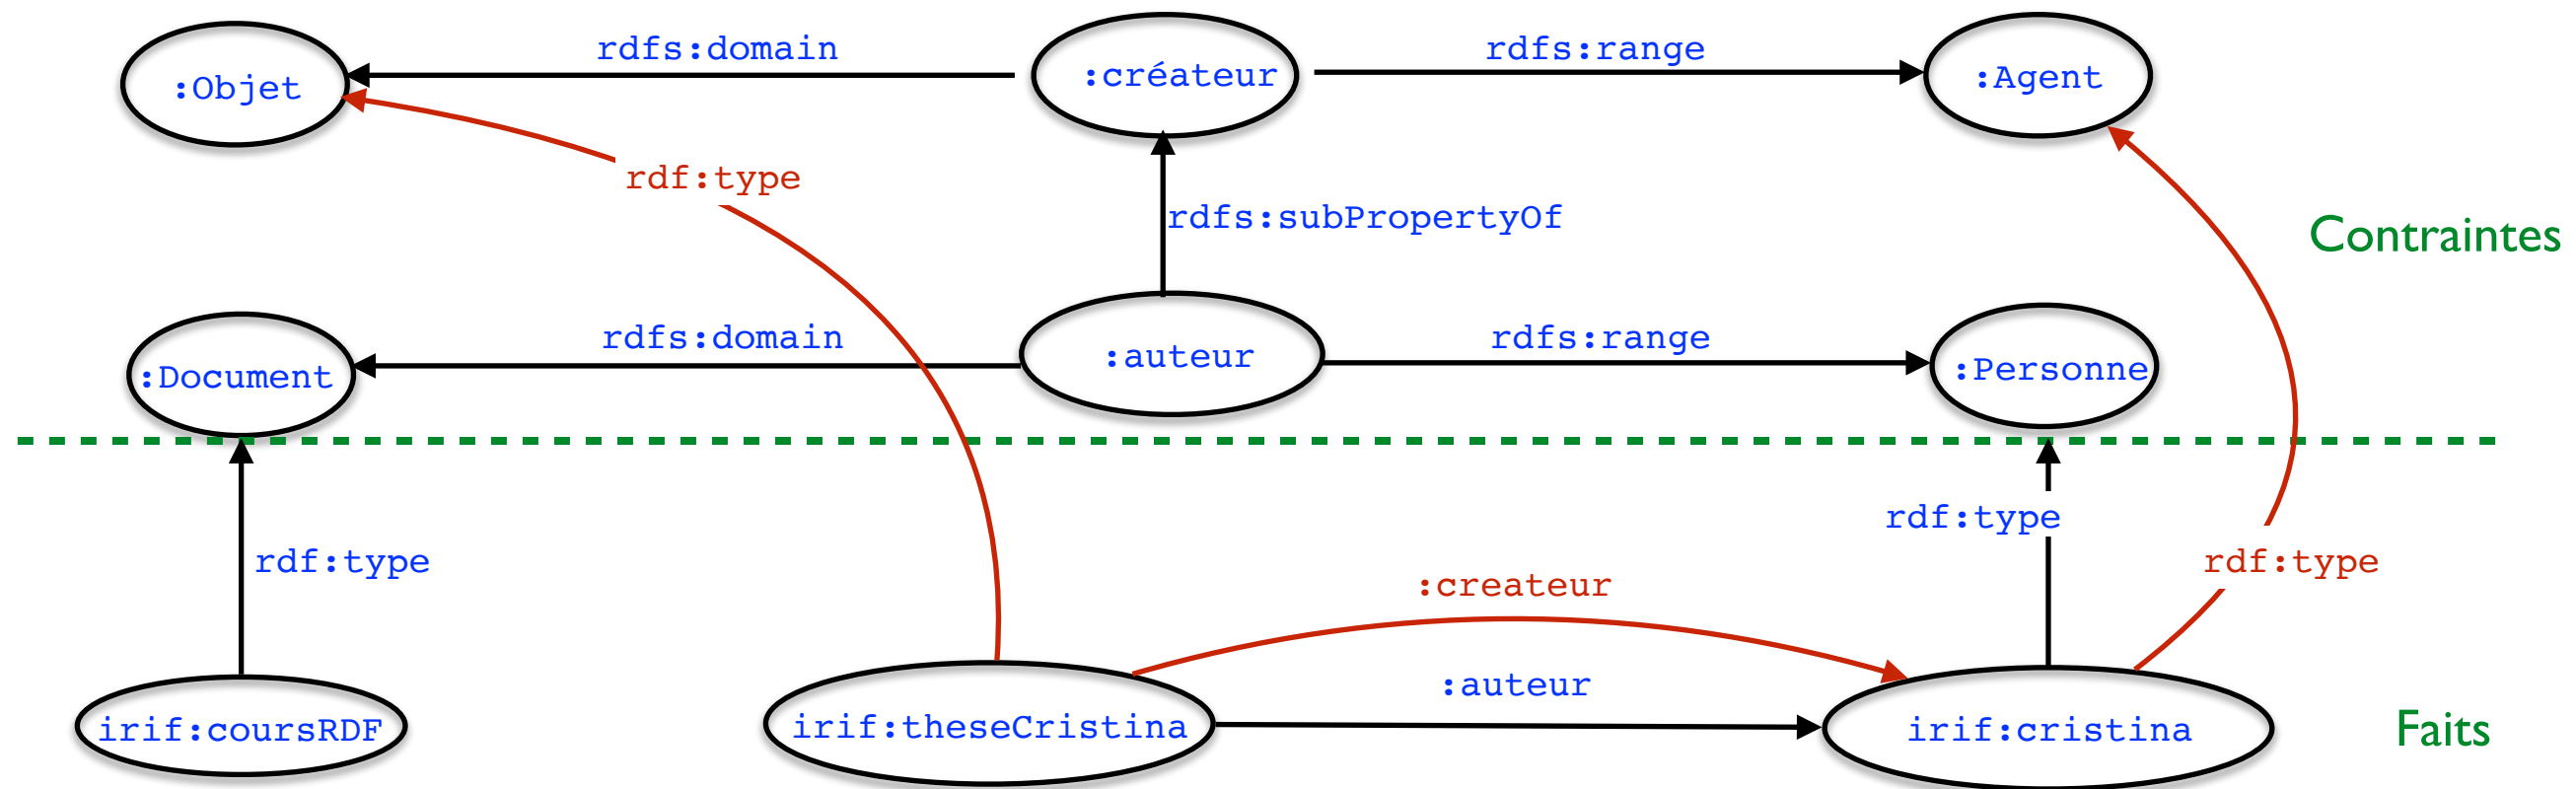 rdfs:domain
rdfs:range
:Objet
:créateur
:Agent
rdf:type
rdfs:subPropertyOf
Contraintes
rdfs:domain
rdfs:range
:Document
:auteur
:Personne
rdf:type
rdf:type
rdf:type
:createur
:auteur
irif:coursRDF
irif:theseCristina
irif:cristina
Faits